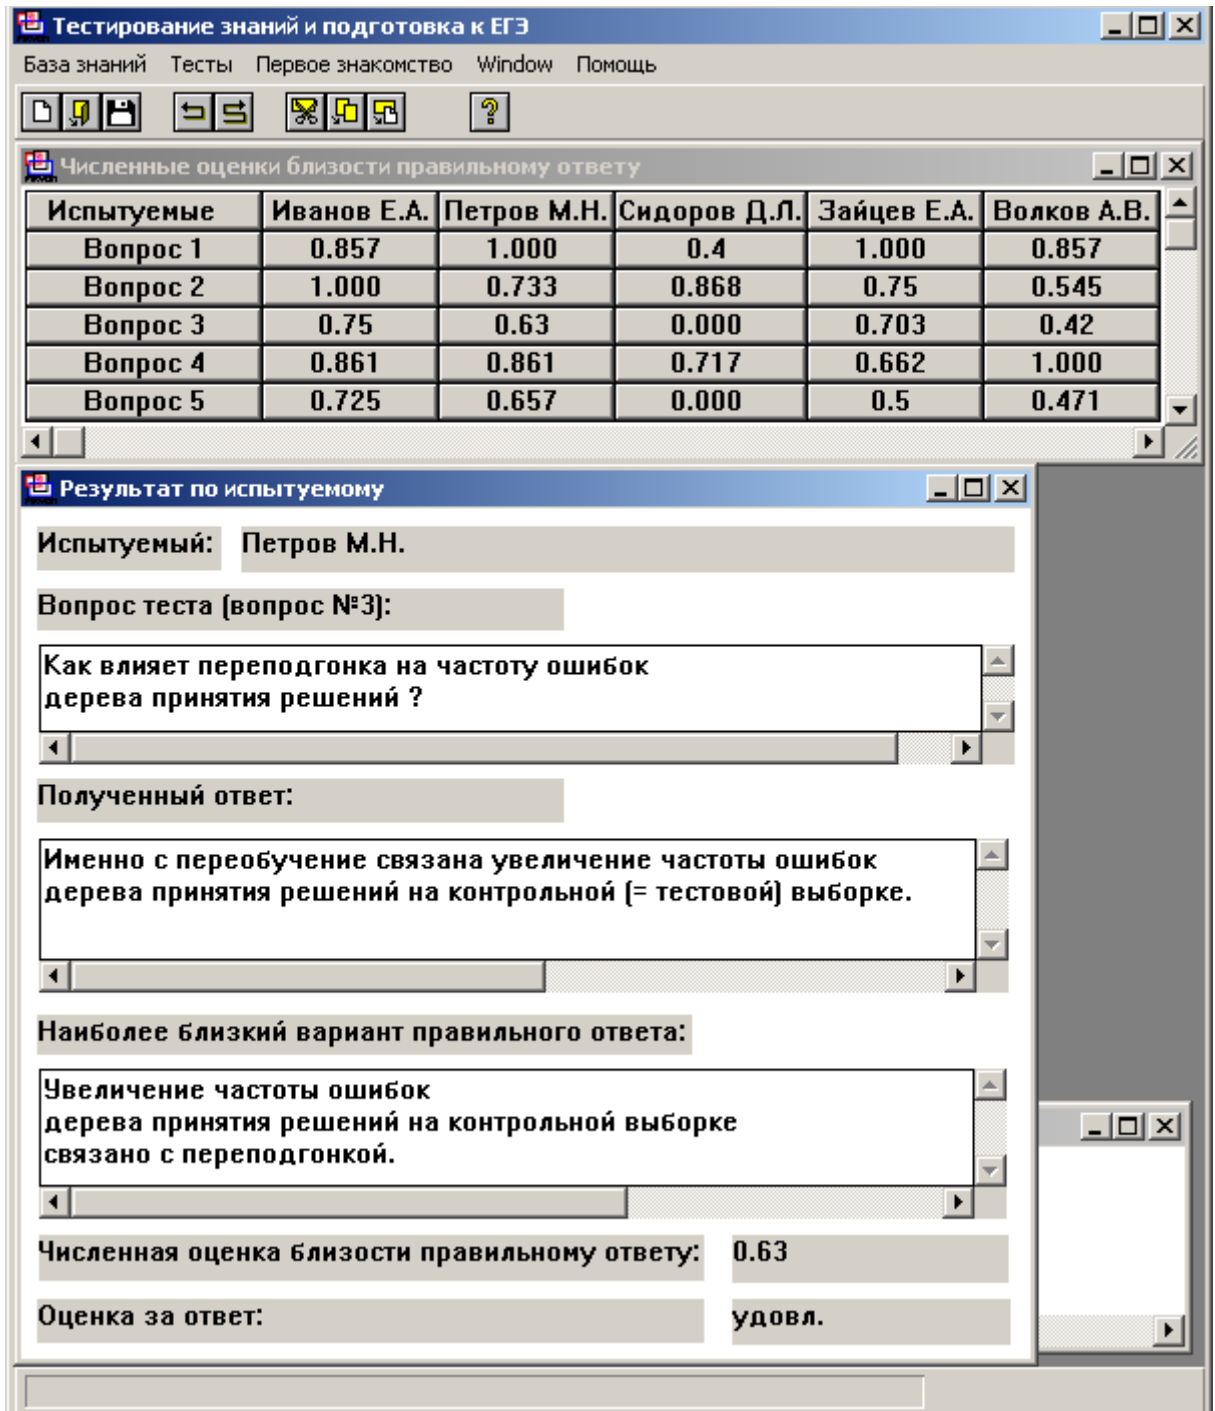 Тестирование знаний и подготовка к ЕГЭ
База знаний Тесты Первое знакомство Window Помощь
Численные оценки близости правильному ответу
Испытуемые Иванов Е.А. Петров М.Н. Сидоров Д.Л. Зайцев Е.А. Волков А.В.
Вопрос 1 0.857 1.000 0.4 1.000 0.857
Вопрос 2 1.000 0.733 0.868 0.75 0.545
Вопрос 3 0.75 0.63 0.000 0.703 0.42
Вопрос 4 0.861 0.861 0.717 0.662 1.000
Вопрос 5 0.725 0.657 0.000 0.5 0.471
Результат по испытуемому
Испытуемый: Петров М.Н.
Вопрос теста (вопрос №3):
Как влияет переподгонка на частоту ошибок
дерева принятия решений ?
Полученный ответ:
Именно с переобучение связана увеличение частоты ошибок
дерева принятия решений на контрольной (= тестовой) выборке.
Наиболее близкий вариант правильного ответа:
Увеличение частоты ошибок
дерева принятия решений на контрольной выборке
связано с переподгонкой.
Численная оценка близости правильному ответу: 0.63
Оценка за ответ: удовл.